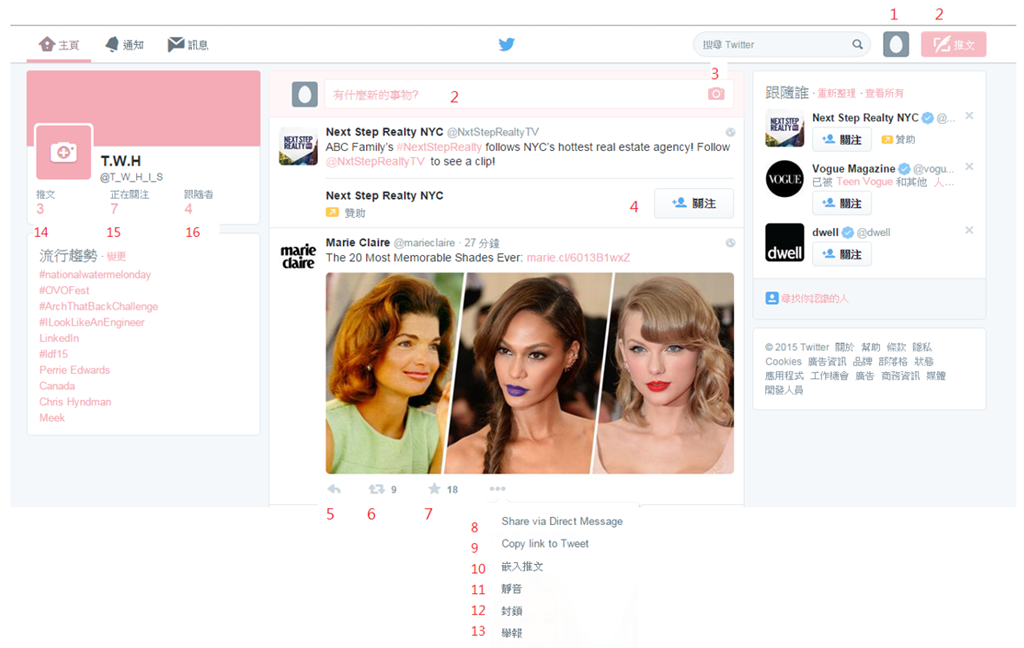 1 2
主頁 通知 訊息 搜尋 Twitter 推文
3
有什麼新的事物? 2
T.W.H
@T_W_H_I_S
推文 正在關注 跟隨者
3 7 4
14 15 16
流行趨勢 · 變更
#nationalwatermelonday
#OVOFest
#ArchThatBackChallenge
#ILookLikeAnEngineer
LinkedIn
#ldf15
Perrie Edwards
Canada
Chris Hyndman
Meek
NEXT STEP REALTY NYC
Next Step Realty NYC @NxtStepRealtyTV
ABC Family's #NextStepRealty follows NYC's hottest real estate agency! Follow
@NxtStepRealtyTV to see a clip!
Next Step Realty NYC
贊助
4 關注
marie claire
Marie Claire @marieclaire · 27 分鐘
The 20 Most Memorable Shades Ever: marie.cl/6013B1wxZ
9 18
5 6 7
8 Share via Direct Message
9 Copy link to Tweet
10 嵌入推文
11 靜音
12 封鎖
13 舉報
跟隨誰 · 重新整理 · 查看所有
NEXT STEP REALTY NYC
Next Step Realty NYC @...
關注 贊助
VOGUE
Vogue Magazine @vogu...
已被 Teen Vogue 和其他 人...
關注
dwell
dwell @dwell
關注
尋找你認識的人
© 2015 Twitter 關於 幫助 條款 隱私
Cookies 廣告資訊 品牌 部落格 狀態
應用程式 工作機會 廣告 商務資訊 媒體
開發人員